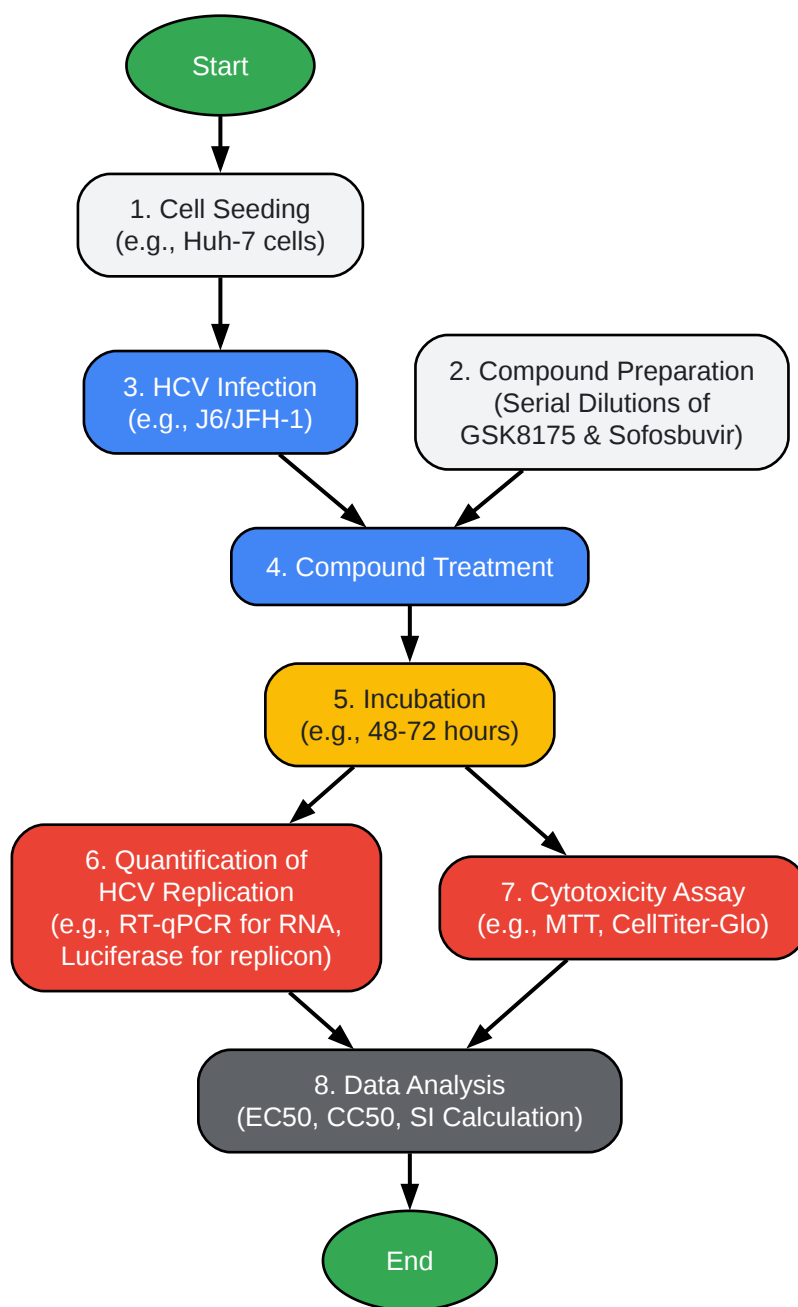 Start
1. Cell Seeding
(e.g., Huh-7 cells)
3. HCV Infection
(e.g., J6/JFH-1)
2. Compound Preparation
(Serial Dilutions of
GSK8175 & Sofosbuvir)
4. Compound Treatment
5. Incubation
(e.g., 48-72 hours)
6. Quantification of
HCV Replication
(e.g., RT-qPCR for RNA,
Luciferase for replicon)
7. Cytotoxicity Assay
(e.g., MTT, CellTiter-Glo)
8. Data Analysis
(EC50, CC50, SI Calculation)
End